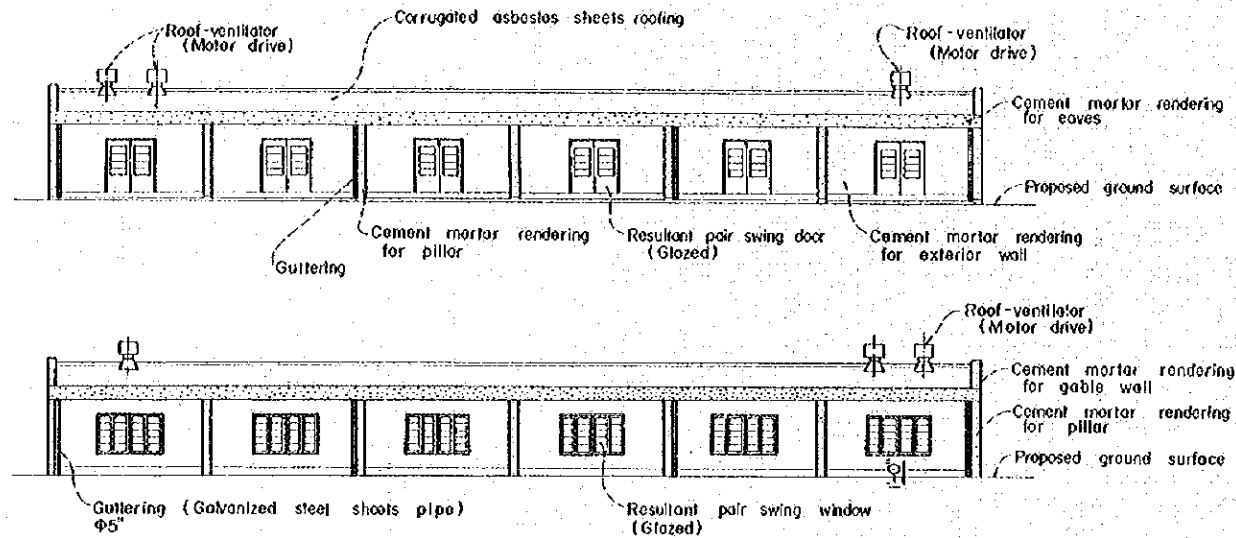 Corrugated asbestos sheets roofing
Roof-ventilator
(Motor drive)
Roof-ventilator
(Motor drive)
Cement mortar rendering
for eaves
Proposed ground surface
Cement mortar rendering
for pillar
Resultant pair swing door
(Glazed)
Cement mortar rendering
for exterior wall
Guttering
Roof-ventilator
(Motor drive)
Cement mortar rendering
for gable wall
Cement mortar rendering
for pillar
Proposed ground surface
Guttering (Galvanized steel sheets pipe)
Φ5"
Resultant pair swing window
(Glazed)